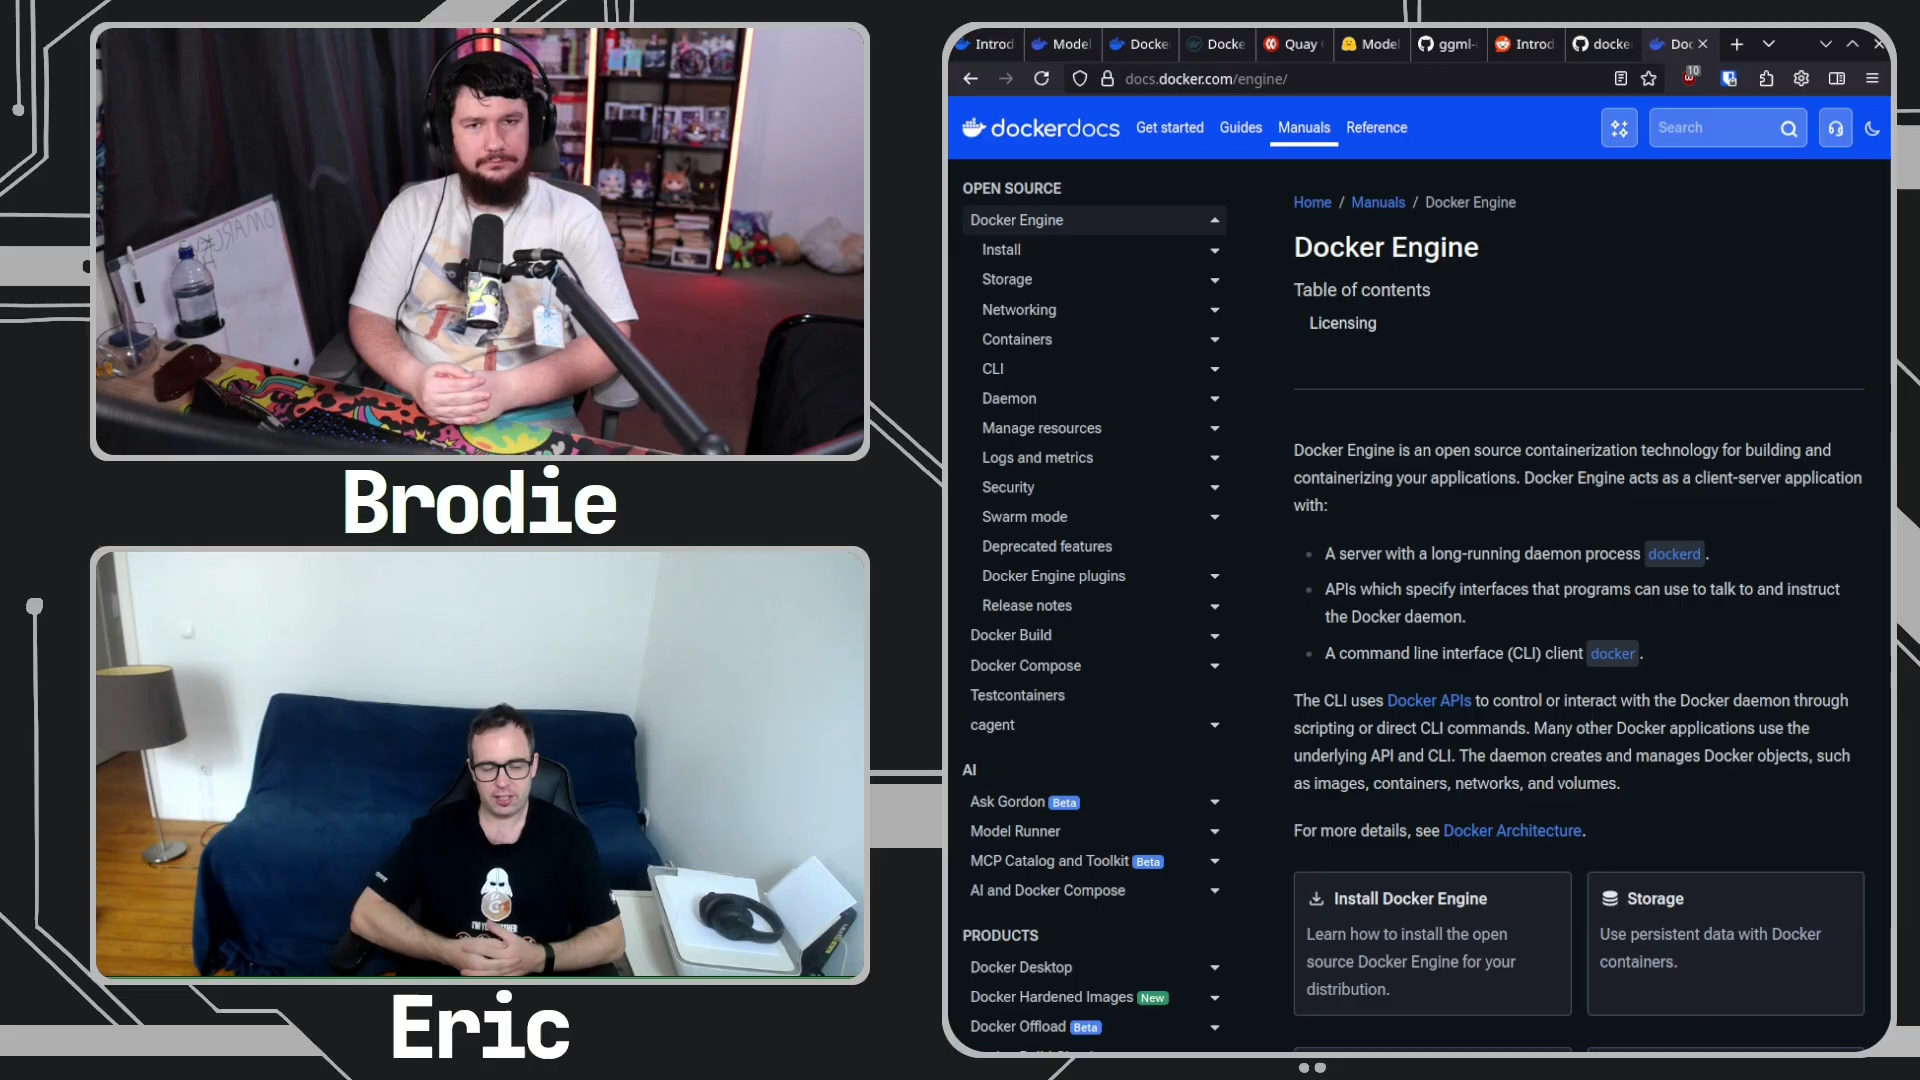 Brodie
Eric
Introd
Model
Docke
Docke
Quay
Model
ggml-
Introd
docke
Doc
docs.docker.com/engine/
10
dockerdocs
Get started
Guides
Manuals
Reference
Search
OPEN SOURCE
Docker Engine
Install
Storage
Networking
Containers
CLI
Daemon
Manage resources
Logs and metrics
Security
Swarm mode
Deprecated features
Docker Engine plugins
Release notes
Docker Build
Docker Compose
Testcontainers
cagent
AI
Ask Gordon Beta
Model Runner
MCP Catalog and Toolkit Beta
AI and Docker Compose
PRODUCTS
Docker Desktop
Docker Hardened Images New
Docker Offload Beta
Home / Manuals / Docker Engine
Docker Engine
Table of contents
Licensing
Docker Engine is an open source containerization technology for building and
containerizing your applications. Docker Engine acts as a client-server application
with:
A server with a long-running daemon process dockerd.
APIs which specify interfaces that programs can use to talk to and instruct
the Docker daemon.
A command line interface (CLI) client docker.
The CLI uses Docker APIs to control or interact with the Docker daemon through
scripting or direct CLI commands. Many other Docker applications use the
underlying API and CLI. The daemon creates and manages Docker objects, such
as images, containers, networks, and volumes.
For more details, see Docker Architecture.
Install Docker Engine
Learn how to install the open
source Docker Engine for your
distribution.
Storage
Use persistent data with Docker
containers.